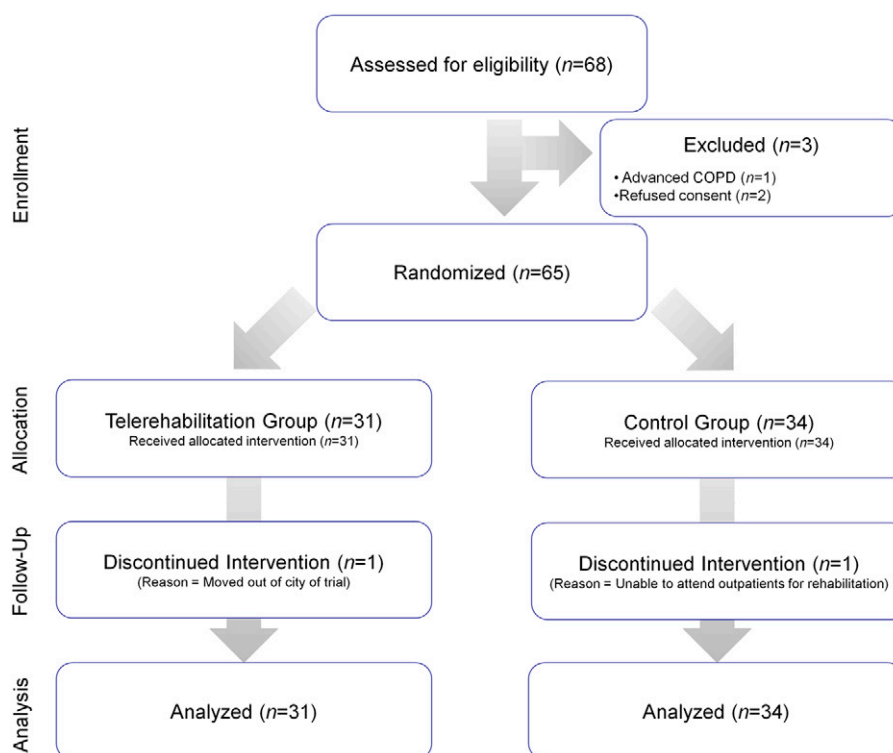 Enrollment
Assessed for eligibility (n=68)
Excluded (n=3)
• Advanced COPD (n=1)
•Refused consent (n=2)
Randomized (n=65)
Allocation
Telerehabilitation Group (n=31)
Received allocated intervention (n=31)
Control Group (n=34)
Received allocated intervention (n=34)
Follow-Up
Discontinued Intervention (n=1)
(Reason = Moved out of city of trial)
Discontinued Intervention (n=1)
(Reason = Unable to attend outpatients for rehabilitation)
Analysis
Analyzed (n=31)
Analyzed (n=34)